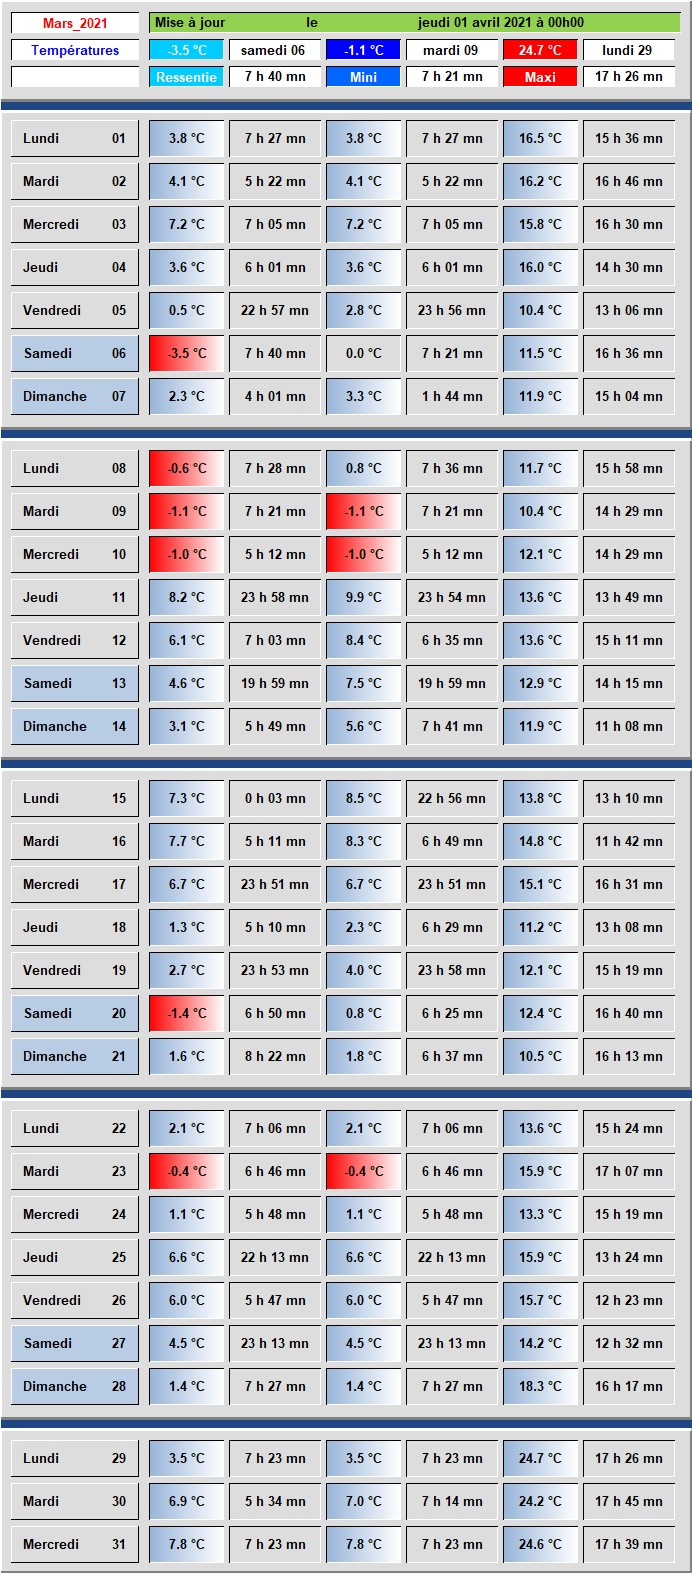 Mars_2021 Mise à jour le jeudi 01 avril 2021 à 00h00
Températures -3.5 °C samedi 06 -1.1 °C mardi 09 24.7 °C lundi 29
Ressentie 7 h 40 mn Mini 7 h 21 mn Maxi 17 h 26 mn
Lundi 01 3.8 °C 7 h 27 mn 3.8 °C 7 h 27 mn 16.5 °C 15 h 36 mn
Mardi 02 4.1 °C 5 h 22 mn 4.1 °C 5 h 22 mn 16.2 °C 16 h 46 mn
Mercredi 03 7.2 °C 7 h 05 mn 7.2 °C 7 h 05 mn 15.8 °C 16 h 30 mn
Jeudi 04 3.6 °C 6 h 01 mn 3.6 °C 6 h 01 mn 16.0 °C 14 h 30 mn
Vendredi 05 0.5 °C 22 h 57 mn 2.8 °C 23 h 56 mn 10.4 °C 13 h 06 mn
Samedi 06 -3.5 °C 7 h 40 mn 0.0 °C 7 h 21 mn 11.5 °C 16 h 36 mn
Dimanche 07 2.3 °C 4 h 01 mn 3.3 °C 1 h 44 mn 11.9 °C 15 h 04 mn
Lundi 08 -0.6 °C 7 h 28 mn 0.8 °C 7 h 36 mn 11.7 °C 15 h 58 mn
Mardi 09 -1.1 °C 7 h 21 mn -1.1 °C 7 h 21 mn 10.4 °C 14 h 29 mn
Mercredi 10 -1.0 °C 5 h 12 mn -1.0 °C 5 h 12 mn 12.1 °C 14 h 29 mn
Jeudi 11 8.2 °C 23 h 58 mn 9.9 °C 23 h 54 mn 13.6 °C 13 h 49 mn
Vendredi 12 6.1 °C 7 h 03 mn 8.4 °C 6 h 35 mn 13.6 °C 15 h 11 mn
Samedi 13 4.6 °C 19 h 59 mn 7.5 °C 19 h 59 mn 12.9 °C 14 h 15 mn
Dimanche 14 3.1 °C 5 h 49 mn 5.6 °C 7 h 41 mn 11.9 °C 11 h 08 mn
Lundi 15 7.3 °C 0 h 03 mn 8.5 °C 22 h 56 mn 13.8 °C 13 h 10 mn
Mardi 16 7.7 °C 5 h 11 mn 8.3 °C 6 h 49 mn 14.8 °C 11 h 42 mn
Mercredi 17 6.7 °C 23 h 51 mn 6.7 °C 23 h 51 mn 15.1 °C 16 h 31 mn
Jeudi 18 1.3 °C 5 h 10 mn 2.3 °C 6 h 29 mn 11.2 °C 13 h 08 mn
Vendredi 19 2.7 °C 23 h 53 mn 4.0 °C 23 h 58 mn 12.1 °C 15 h 19 mn
Samedi 20 -1.4 °C 6 h 50 mn 0.8 °C 6 h 25 mn 12.4 °C 16 h 40 mn
Dimanche 21 1.6 °C 8 h 22 mn 1.8 °C 6 h 37 mn 10.5 °C 16 h 13 mn
Lundi 22 2.1 °C 7 h 06 mn 2.1 °C 7 h 06 mn 13.6 °C 15 h 24 mn
Mardi 23 -0.4 °C 6 h 46 mn -0.4 °C 6 h 46 mn 15.9 °C 17 h 07 mn
Mercredi 24 1.1 °C 5 h 48 mn 1.1 °C 5 h 48 mn 13.3 °C 15 h 19 mn
Jeudi 25 6.6 °C 22 h 13 mn 6.6 °C 22 h 13 mn 15.9 °C 13 h 24 mn
Vendredi 26 6.0 °C 5 h 47 mn 6.0 °C 5 h 47 mn 15.7 °C 12 h 23 mn
Samedi 27 4.5 °C 23 h 13 mn 4.5 °C 23 h 13 mn 14.2 °C 12 h 32 mn
Dimanche 28 1.4 °C 7 h 27 mn 1.4 °C 7 h 27 mn 18.3 °C 16 h 17 mn
Lundi 29 3.5 °C 7 h 23 mn 3.5 °C 7 h 23 mn 24.7 °C 17 h 26 mn
Mardi 30 6.9 °C 5 h 34 mn 7.0 °C 7 h 14 mn 24.2 °C 17 h 45 mn
Mercredi 31 7.8 °C 7 h 23 mn 7.8 °C 7 h 23 mn 24.6 °C 17 h 39 mn